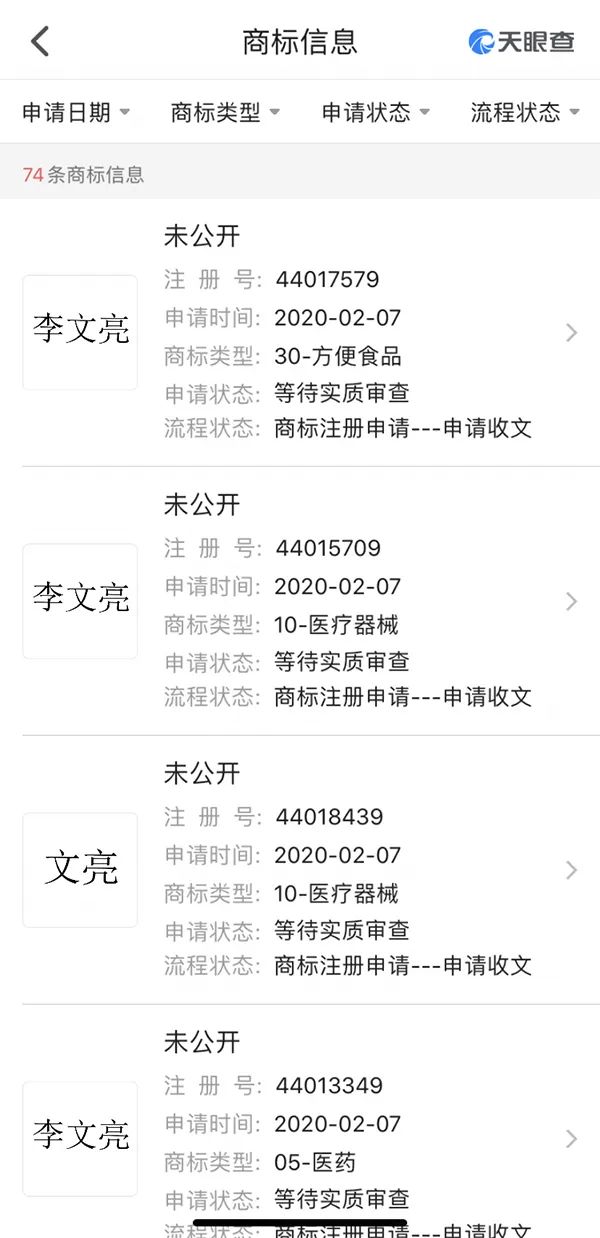 商标信息
天眼查
申请日期 商标类型 申请状态 流程状态
74条商标信息
未公开
注 册 号: 44017579
李文亮
申请时间: 2020-02-07
商标类型: 30-方便食品
申请状态: 等待实质审查
流程状态: 商标注册申请---申请收文
未公开
注 册 号: 44015709
李文亮
申请时间: 2020-02-07
商标类型: 10-医疗器械
申请状态: 等待实质审查
流程状态: 商标注册申请---申请收文
未公开
注 册 号: 44018439
文亮
申请时间: 2020-02-07
商标类型: 10-医疗器械
申请状态: 等待实质审查
流程状态: 商标注册申请---申请收文
未公开
注 册 号: 44013349
李文亮
申请时间: 2020-02-07
商标类型: 05-医药
申请状态: 等待实质审查
流程状态: 商标注册申请---申请收文